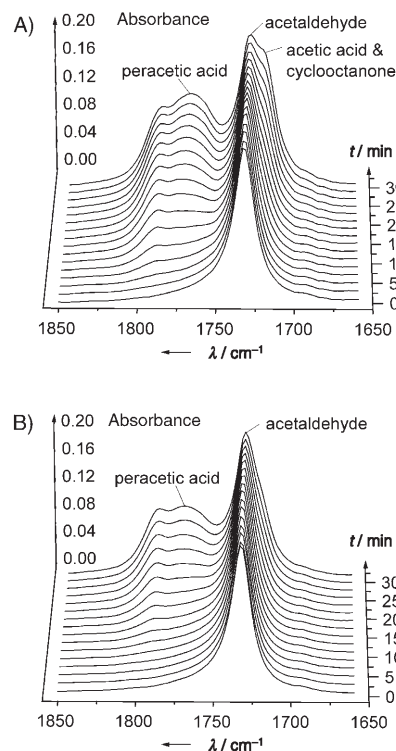 A)
0.20 Absorbance
0.16
0.12
0.08
0.04
0.00
acetaldehyde
acetic acid &
cyclooctanone
peracetic acid
t / min
5
0
1850 1800 1750 1700 1650
λ / cm⁻¹
B)
0.20 Absorbance
0.16
0.12
0.08
0.04
0.00
acetaldehyde
peracetic acid
t / min
30
25
20
15
10
5
0
1850 1800 1750 1700 1650
λ / cm⁻¹